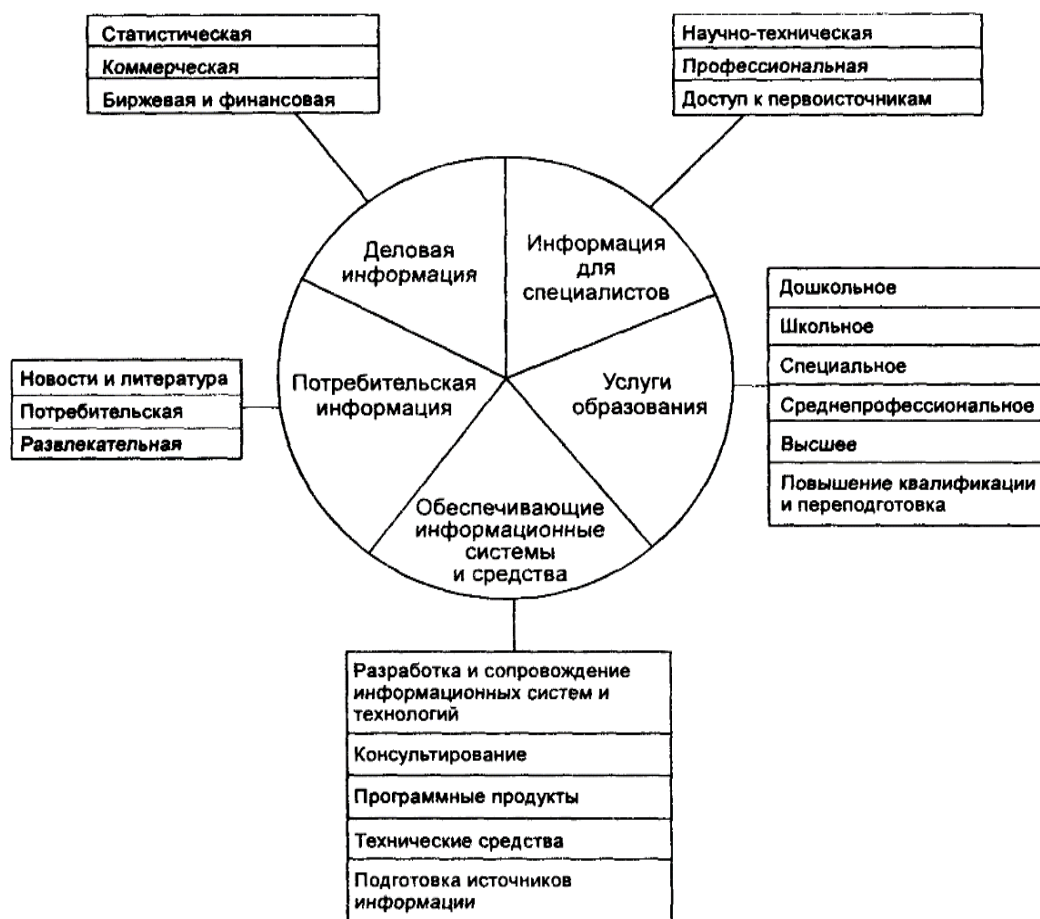 Статистическая
Коммерческая
Биржевая и финансовая
Научно-техническая
Профессиональная
Доступ к первоисточникам
Деловая
информация
Информация
для
специалистов
Потребительская
информация
Услуги
образования
Обеспечивающие
информационные
системы
и средства
Новости и литература
Потребительская
Развлекательная
Дошкольное
Школьное
Специальное
Среднепрофессиональное
Высшее
Повышение квалификации
и переподготовка
Разработка и сопровождение
информационных систем и
технологий
Консультирование
Программные продукты
Технические средства
Подготовка источников
информации